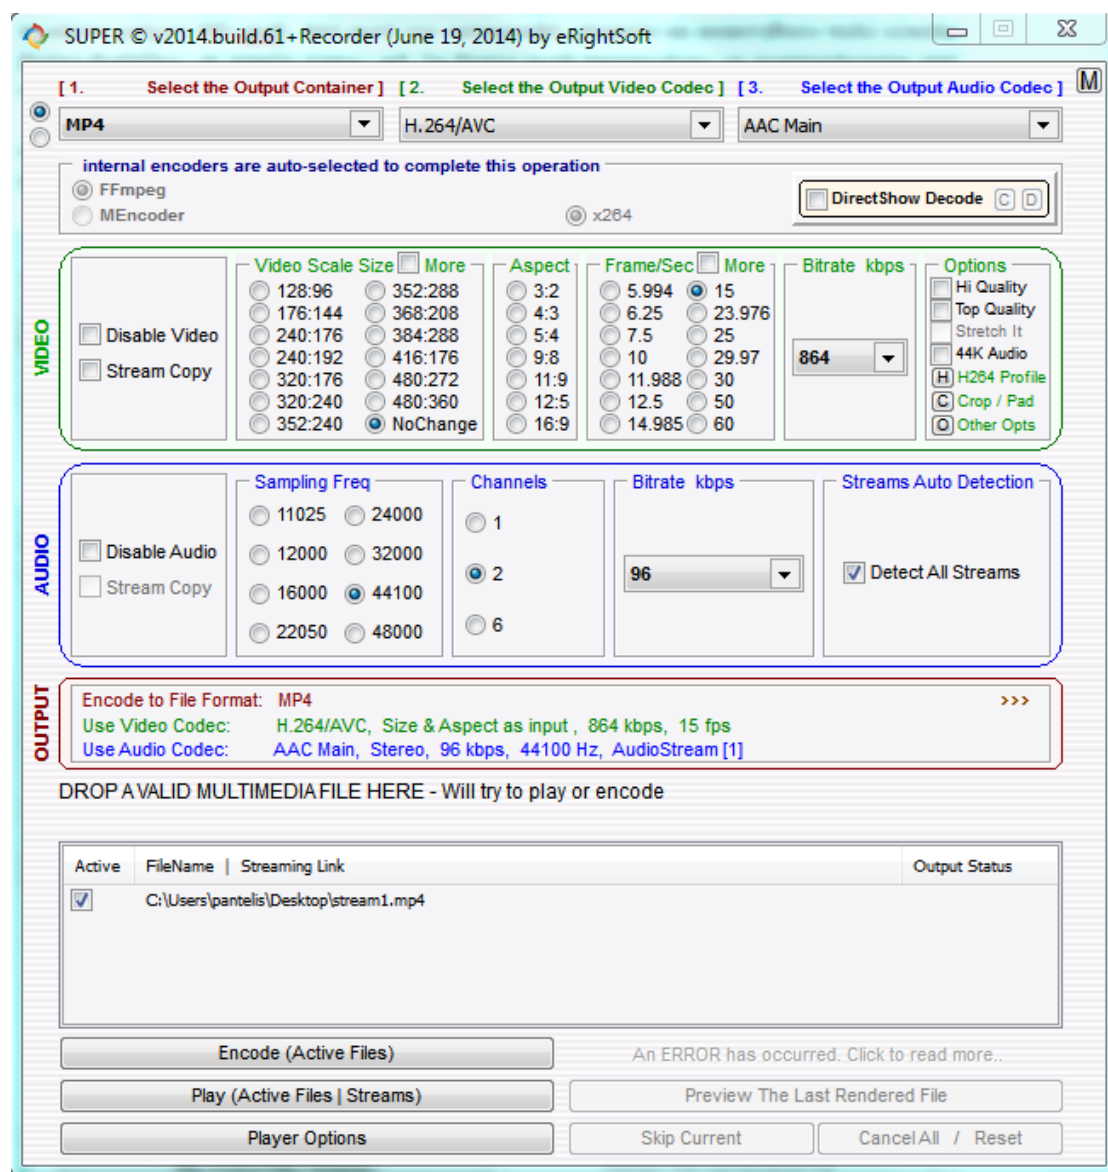 SUPER © v2014.build.61+Recorder (June 19, 2014) by eRightSoft
[ 1. Select the Output Container ] [ 2. Select the Output Video Codec ] [ 3. Select the Output Audio Codec ] M
MP4 H.264/AVC AAC Main
internal encoders are auto-selected to complete this operation
FFmpeg
MEncoder x264
DirectShow Decode C D
VIDEO
Disable Video
Stream Copy
Video Scale Size More
128:96 352:288
176:144 368:208
240:176 384:288
240:192 416:176
320:176 480:272
320:240 480:360
352:240 NoChange
Aspect
3:2
4:3
5:4
9:8
11:9
12:5
16:9
Frame/Sec More
5.994 15
6.25 23.976
7.5 25
10 29.97
11.988 30
12.5 50
14.985 60
Bitrate kbps
864
Options
Hi Quality
Top Quality
Stretch It
44K Audio
H H264 Profile
C Crop / Pad
O Other Opts
AUDIO
Disable Audio
Stream Copy
Sampling Freq
11025 24000
12000 32000
16000 44100
22050 48000
Channels
1
2
6
Bitrate kbps
96
Streams Auto Detection
Detect All Streams
OUTPUT
Encode to File Format: MP4 >>>
Use Video Codec: H.264/AVC, Size & Aspect as input , 864 kbps, 15 fps
Use Audio Codec: AAC Main, Stereo, 96 kbps, 44100 Hz, AudioStream [1]
DROP A VALID MULTIMEDIA FILE HERE - Will try to play or encode
Active FileName | Streaming Link Output Status
C:\Users\pantelis\Desktop\stream1.mp4
Encode (Active Files) An ERROR has occurred. Click to read more..
Play (Active Files | Streams) Preview The Last Rendered File
Player Options Skip Current Cancel All / Reset